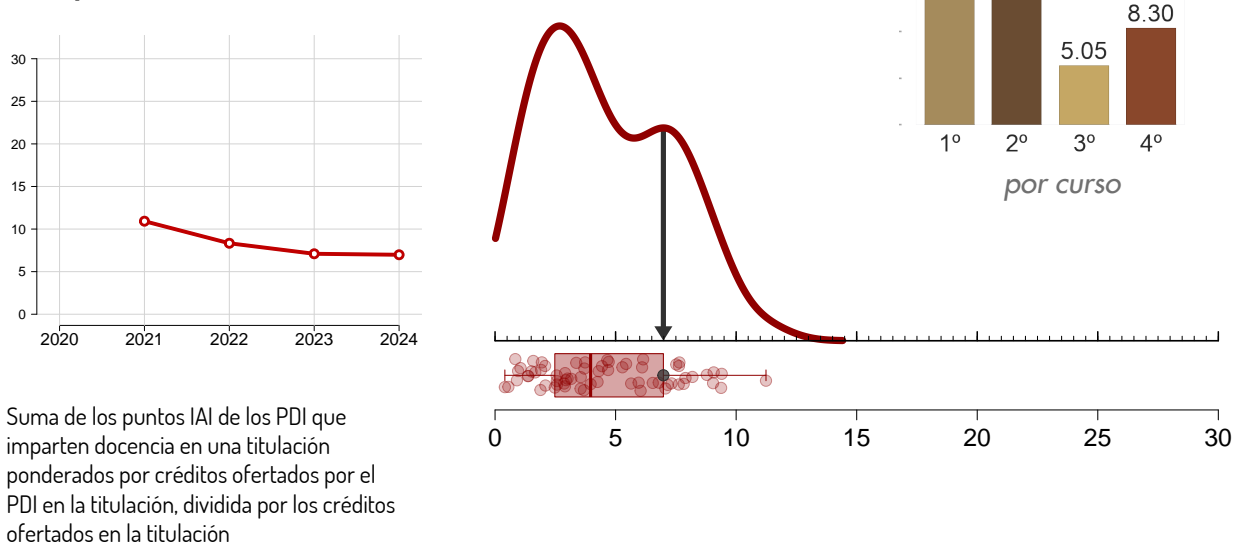 30
25
20
15
10
5
0
2020 2021 2022 2023 2024
Suma de los puntos IAI de los PDI que
imparten docencia en una titulación
ponderados por créditos ofertados por el
PDI en la titulación, dividida por los créditos
ofertados en la titulación
0 5 10 15 20 25 30
8.30
5.05
1º 2º 3º 4º
por curso